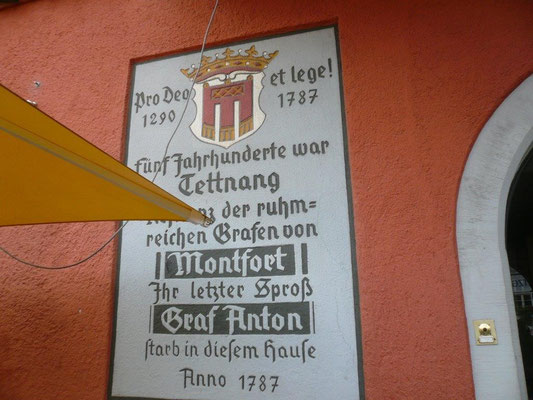 Pro Deo et lege!
1290 1787
Fünf Jahrhunderte war
Tettnang
der ruhm=
reichen Grafen von
Montfort
Ihr letzter Sproß
Graf Anton
starb in diesem Hause
Anno 1787